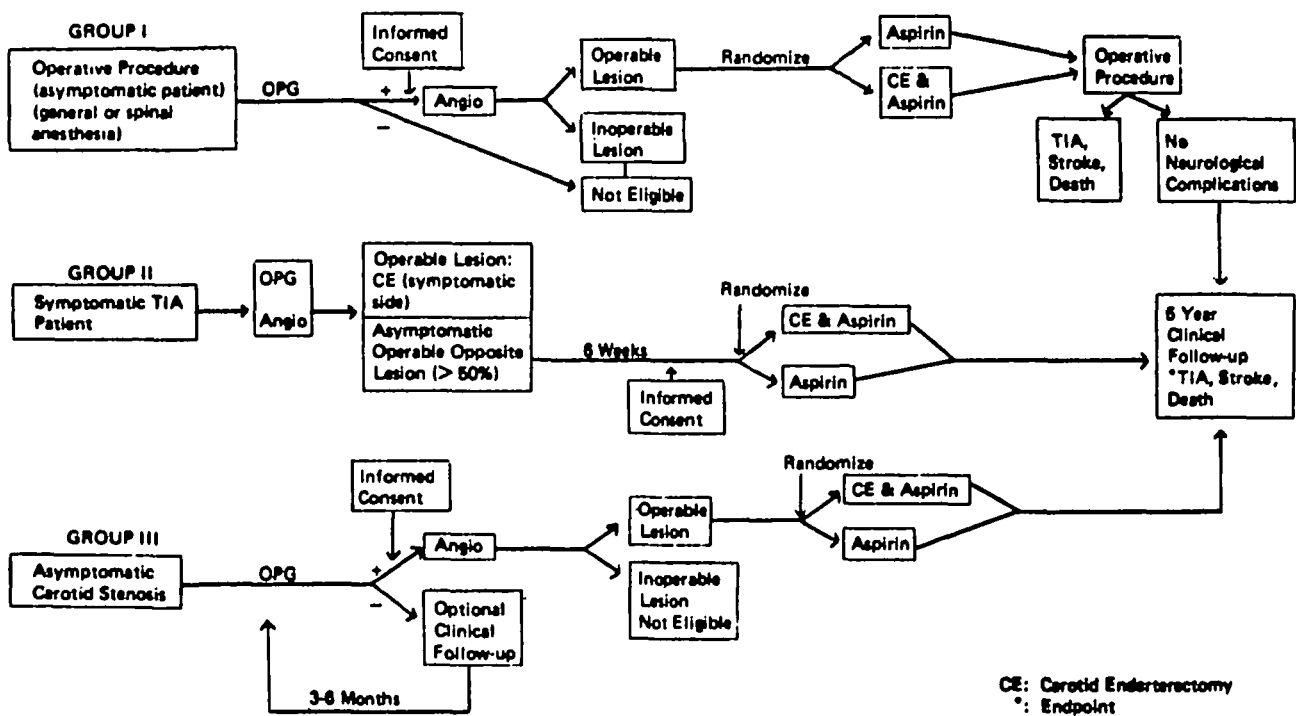 GROUP I
Operative Procedure
(asymptomatic patient)
(general or spinal
anesthesia)
OPG
Informed
Consent
+
−
Angio
Operable
Lesion
Inoperable
Lesion
Not Eligible
Randomize
Aspirin
CE &
Aspirin
Operative
Procedure
TIA,
Stroke,
Death
No
Neurological
Complications
GROUP II
Symptomatic TIA
Patient
OPG
Angio
Operable Lesion:
CE (symptomatic
side)
Asymptomatic
Operable Opposite
Lesion (> 50%)
6 Weeks
Informed
Consent
Randomize
CE & Aspirin
Aspirin
5 Year
Clinical
Follow-up
*TIA, Stroke,
Death
GROUP III
Asymptomatic
Carotid Stenosis
OPG
Informed
Consent
+
−
Angio
Optional
Clinical
Follow-up
3-6 Months
Operable
Lesion
Inoperable
Lesion
Not Eligible
Randomize
CE & Aspirin
Aspirin
CE: Carotid Endarterectomy
*: Endpoint